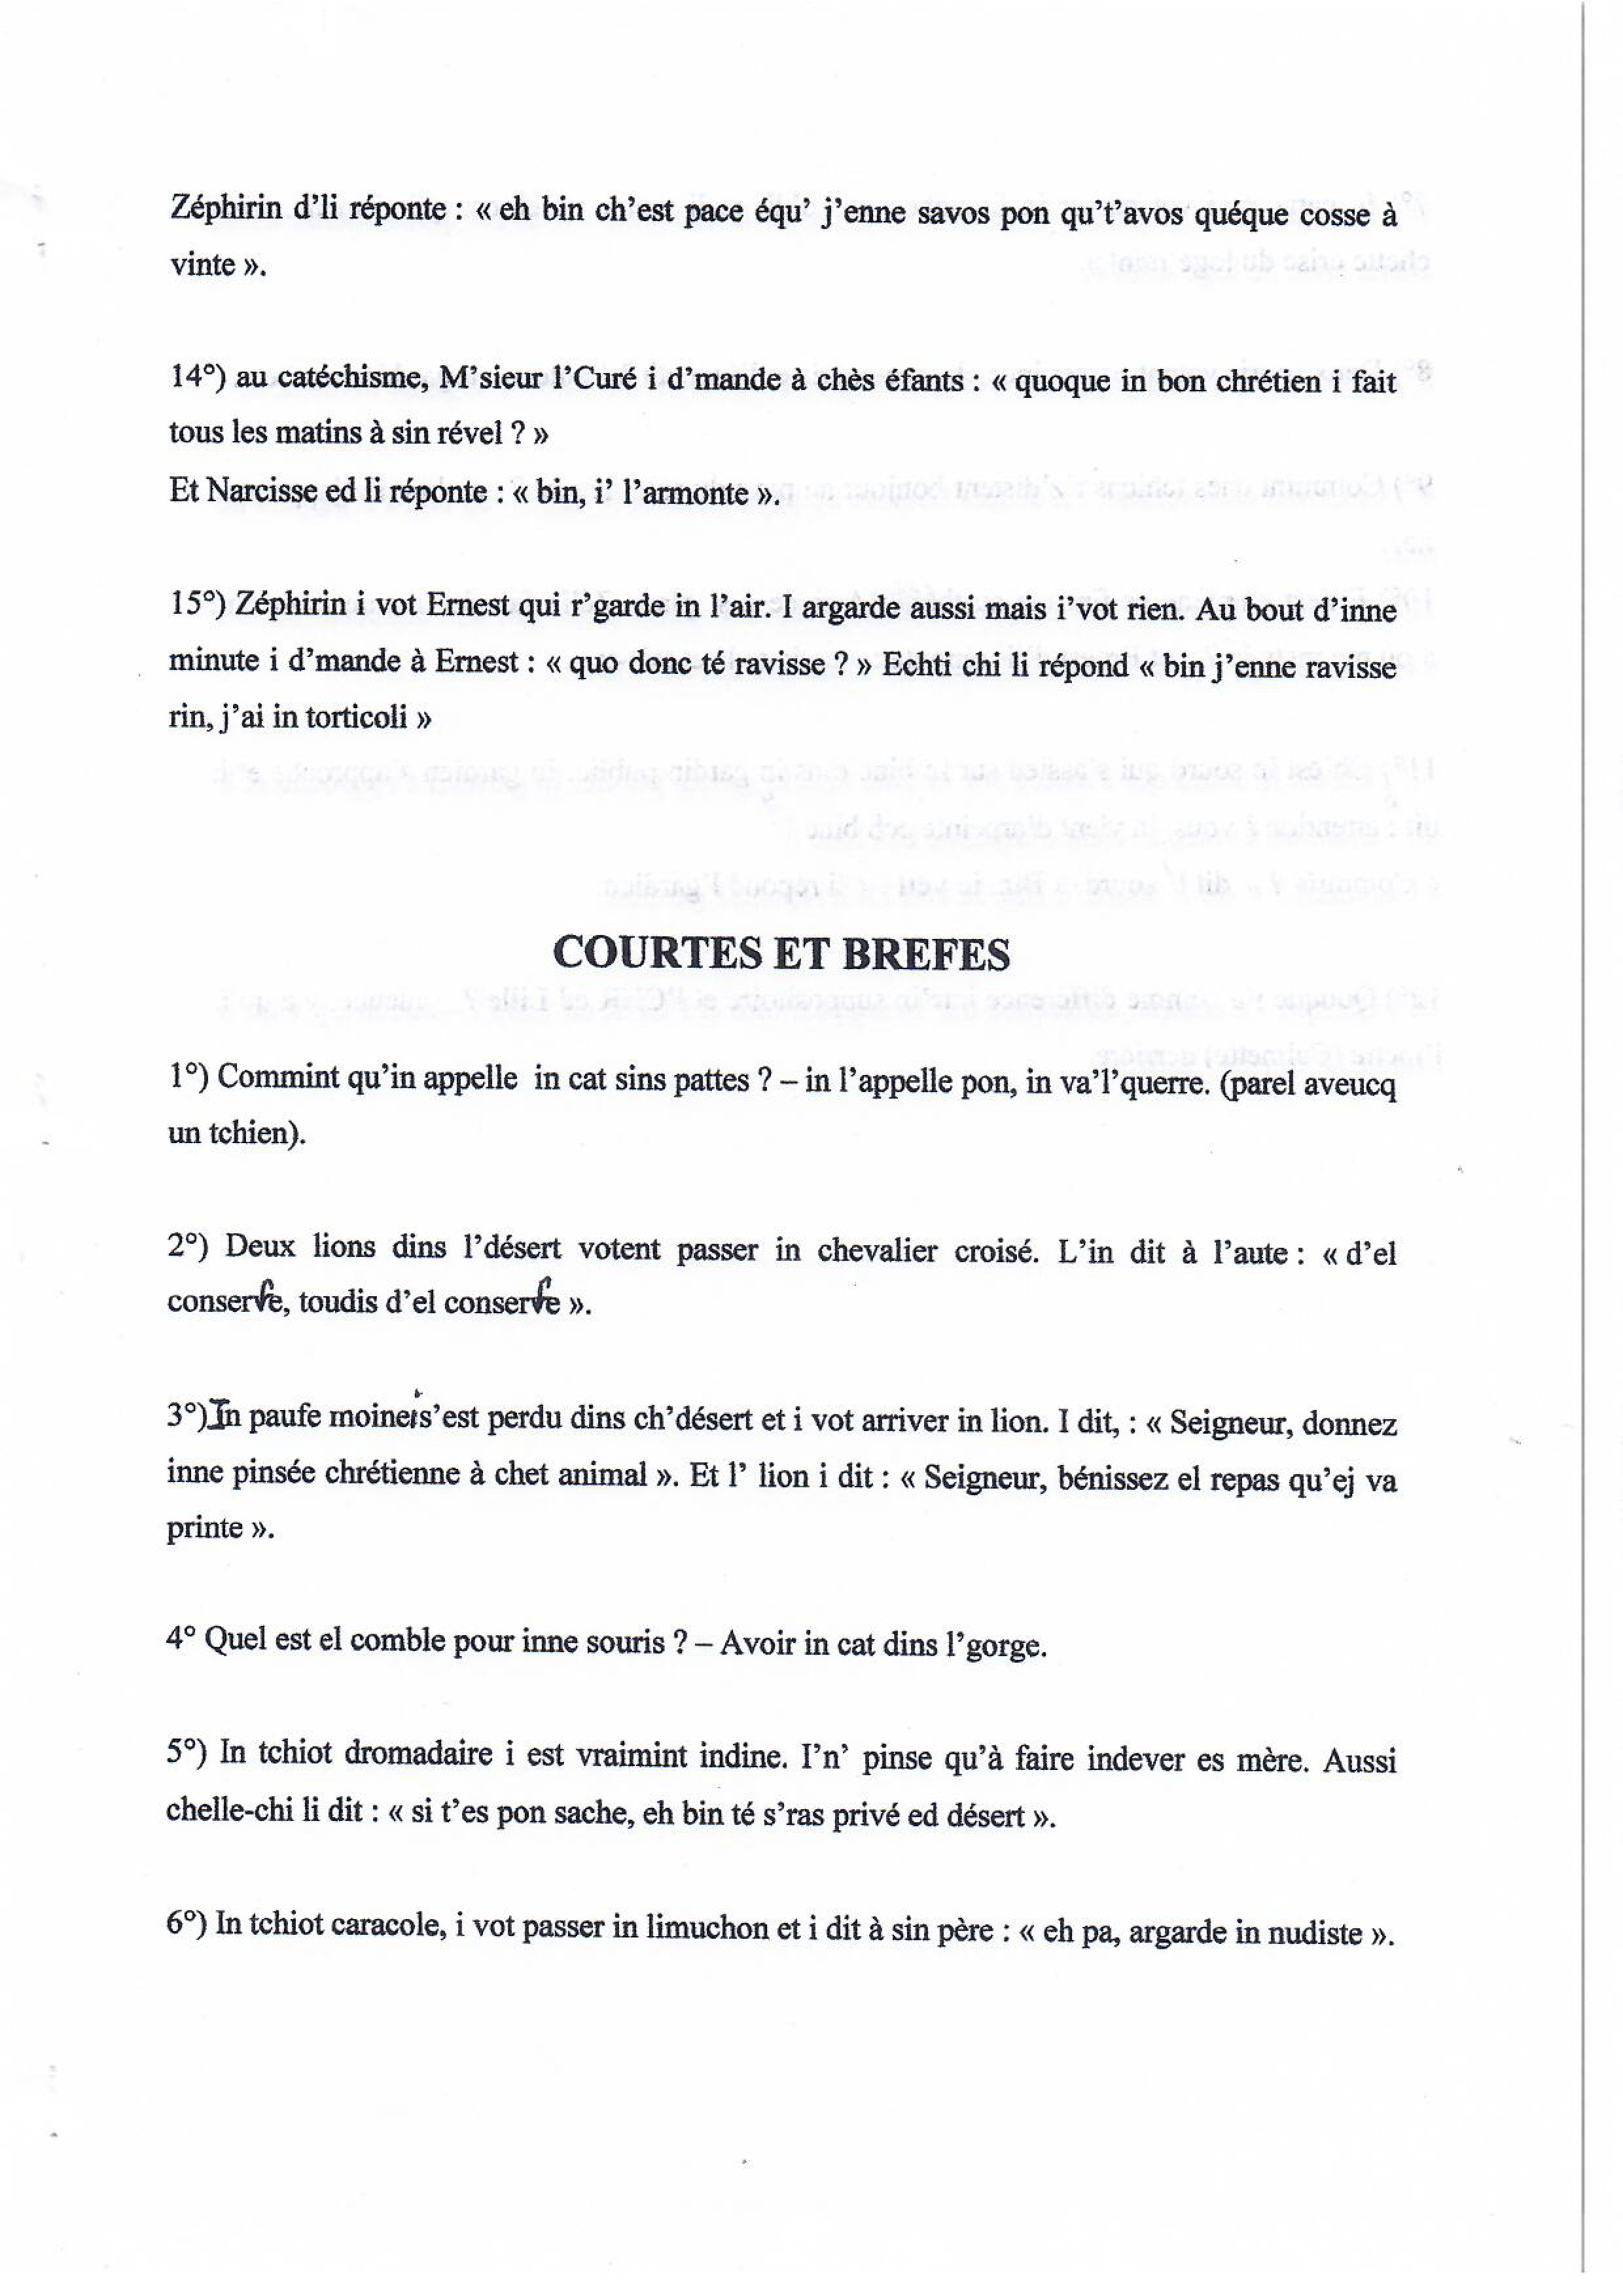 Zéphirin d'li réponte : « eh bin ch'est pace équ' j'enne savos pon qu't'avos quéque cosse à
vinte ».
14°) au catéchisme, M'sieur l'Curé i d'mande à chès éfants : « quoque in bon chrétien i fait
tous les matins à sin rével ? »
Et Narcisse ed li réponte : « bin, i' l'armonte ».
15°) Zéphirin i vot Ernest qui r'garde in l'air. I argarde aussi mais i'vot rien. Au bout d'inne
minute i d'mande à Ernest : « quo donc té ravisse ? » Echti chi li répond « bin j'enne ravisse
rin, j'ai in torticoli »
COURTES ET BREFES
1°) Commint qu'in appelle in cat sins pattes ? – in l'appelle pon, in va'l'querre. (parel aveucq
un tchien).
2°) Deux lions dins l'désert votent passer in chevalier croisé. L'in dit à l'aute : « d'el
conserfe, toudis d'el conserfe ».
3°) In paufe moine i s'est perdu dins ch'désert et i vot arriver in lion. I dit, : « Seigneur, donnez
inne pinsée chrétienne à chet animal ». Et l' lion i dit : « Seigneur, bénissez el repas qu'ej va
printe ».
4° Quel est el comble pour inne souris ? – Avoir in cat dins l'gorge.
5°) In tchiot dromadaire i est vraimint indine. I'n' pinse qu'à faire indever es mère. Aussi
chelle-chi li dit : « si t'es pon sache, eh bin té s'ras privé ed désert ».
6°) In tchiot caracole, i vot passer in limuchon et i dit à sin père : « eh pa, argarde in nudiste ».